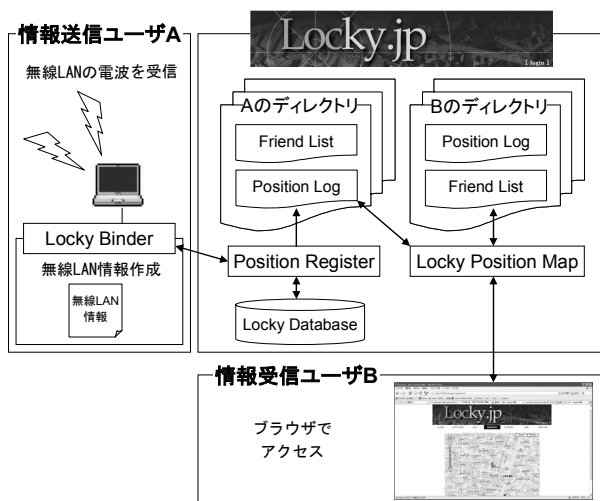 情報送信ユーザA
無線LANの電波を受信
Locky Binder
無線LAN情報作成
無線LAN
情報
Locky.jp
[ login ]
Aのディレクトリ
Friend List
Position Log
Bのディレクトリ
Position Log
Friend List
Position Register
Locky Position Map
Locky Database
情報受信ユーザB
ブラウザで
アクセス
Locky.jp